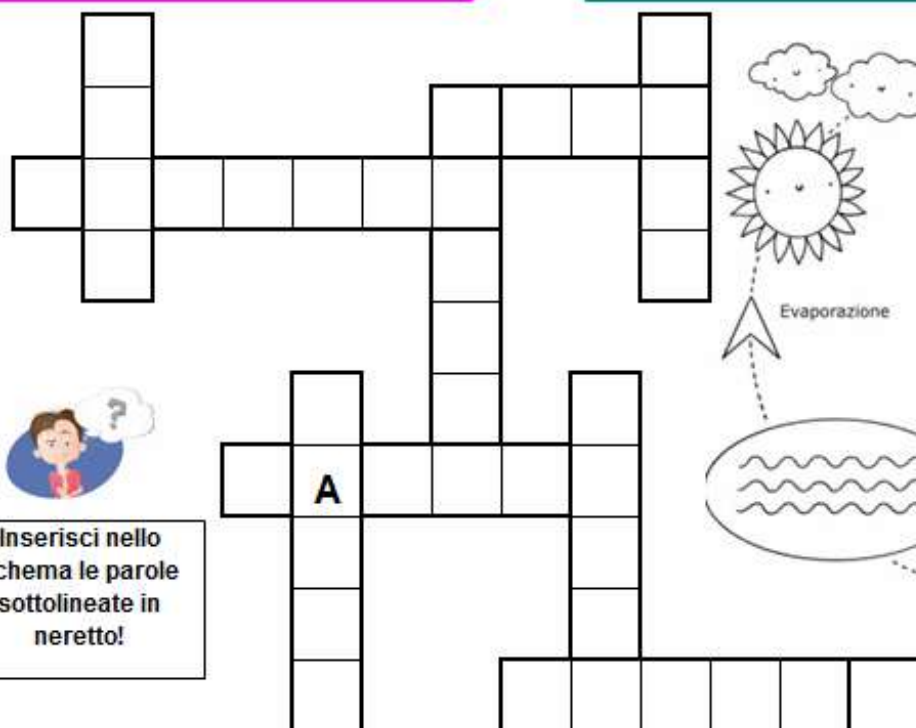 Evaporazione
?
A
Inserisci nello
chema le parole
sottolineate in
neretto!